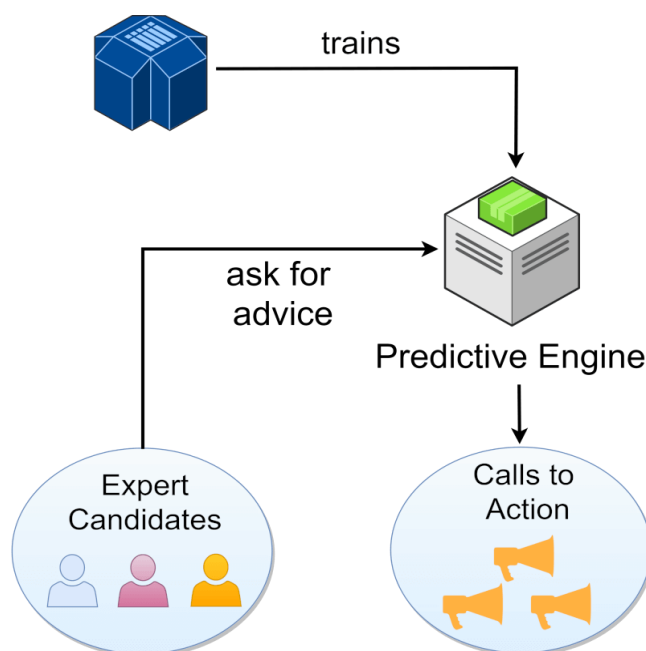 trains
ask for
advice
Predictive Engine
Expert
Candidates
Calls to
Action